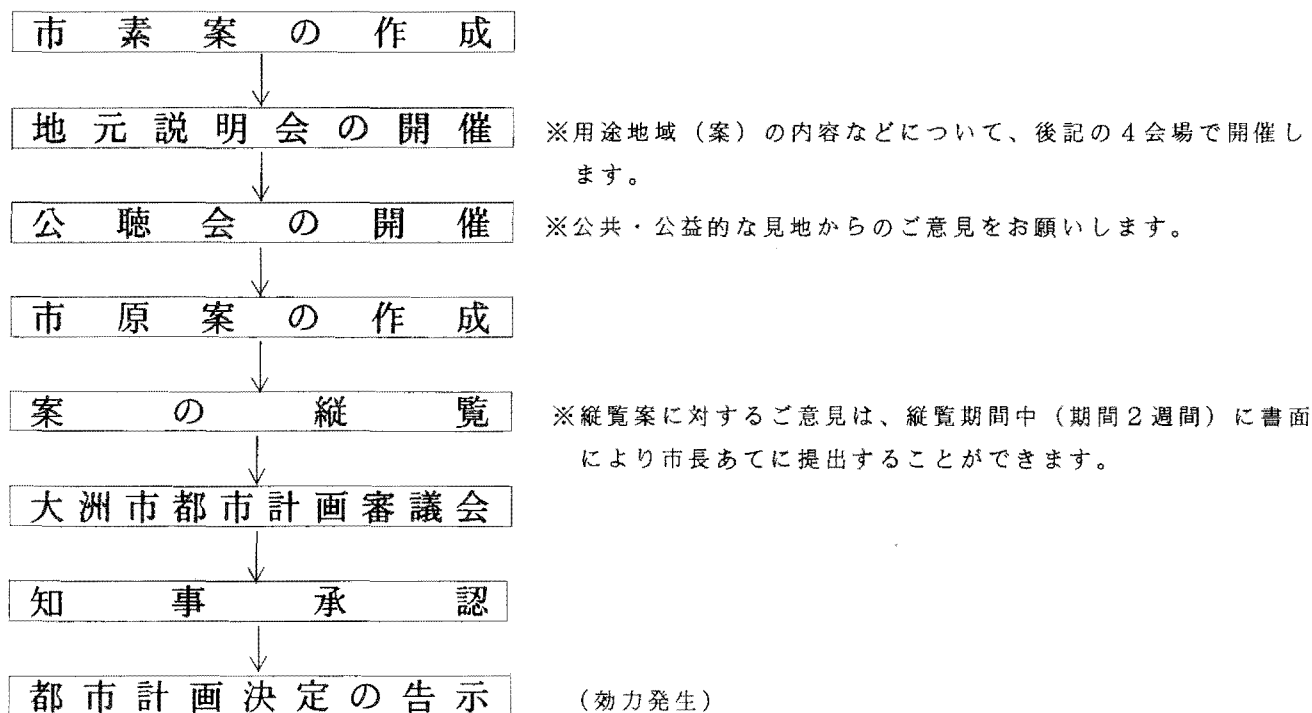 市素案の作成
地元説明会の開催
※用途地域（案）の内容などについて、後記の４会場で開催し
ます。
公聴会の開催
※公共・公益的な見地からのご意見をお願いします。
市原案の作成
案の縦覧
※縦覧案に対するご意見は、縦覧期間中（期間２週間）に書面
により市長あてに提出することができます。
大洲市都市計画審議会
知事承認
都市計画決定の告示
（効力発生）